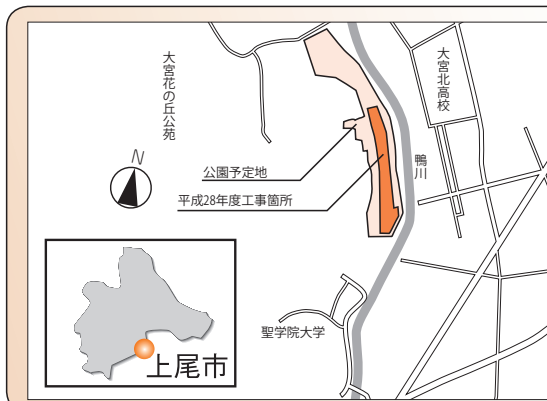 大宮花の丘公苑
大宮北高校
N
公園予定地
鴨川
平成28年度工事箇所
聖学院大学
上尾市